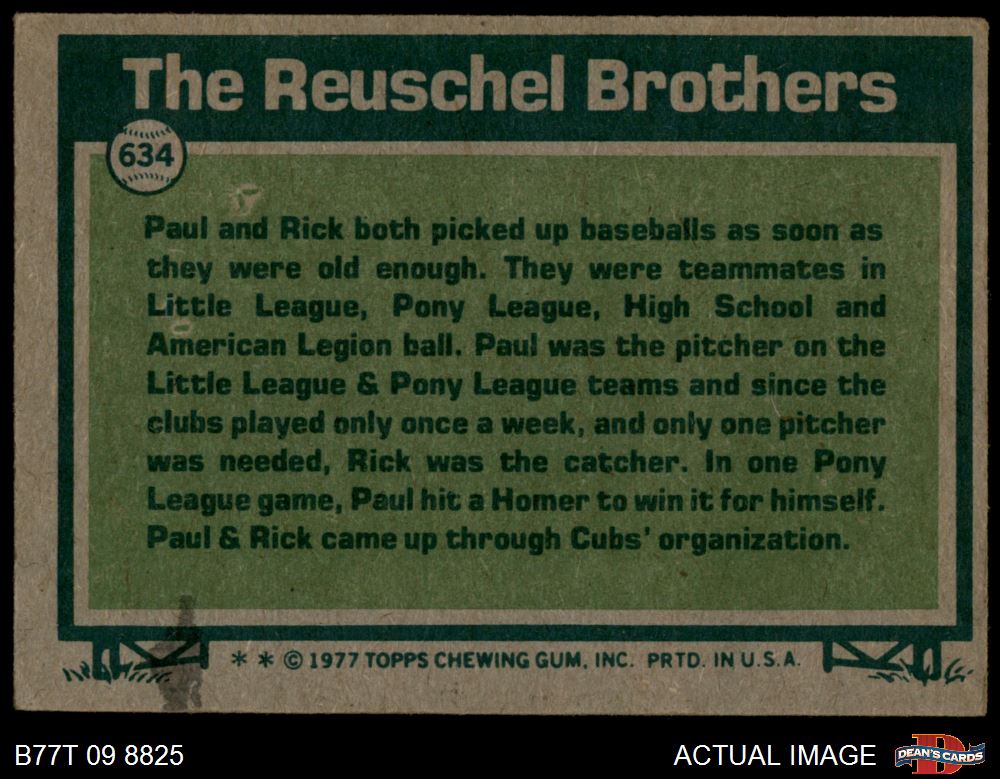 The Reuschel Brothers
634
Paul and Rick both picked up baseballs as soon as
they were old enough. They were teammates in
Little League, Pony League, High School and
American Legion ball. Paul was the pitcher on the
Little League & Pony League teams and since the
clubs played only once a week, and only one pitcher
was needed, Rick was the catcher. In one Pony
League game, Paul hit a Homer to win it for himself.
Paul & Rick came up through Cubs' organization.
* * © 1977 TOPPS CHEWING GUM, INC. PRTD. IN U.S.A.
B77T 09 8825
ACTUAL IMAGE
DEAN'S CARDS